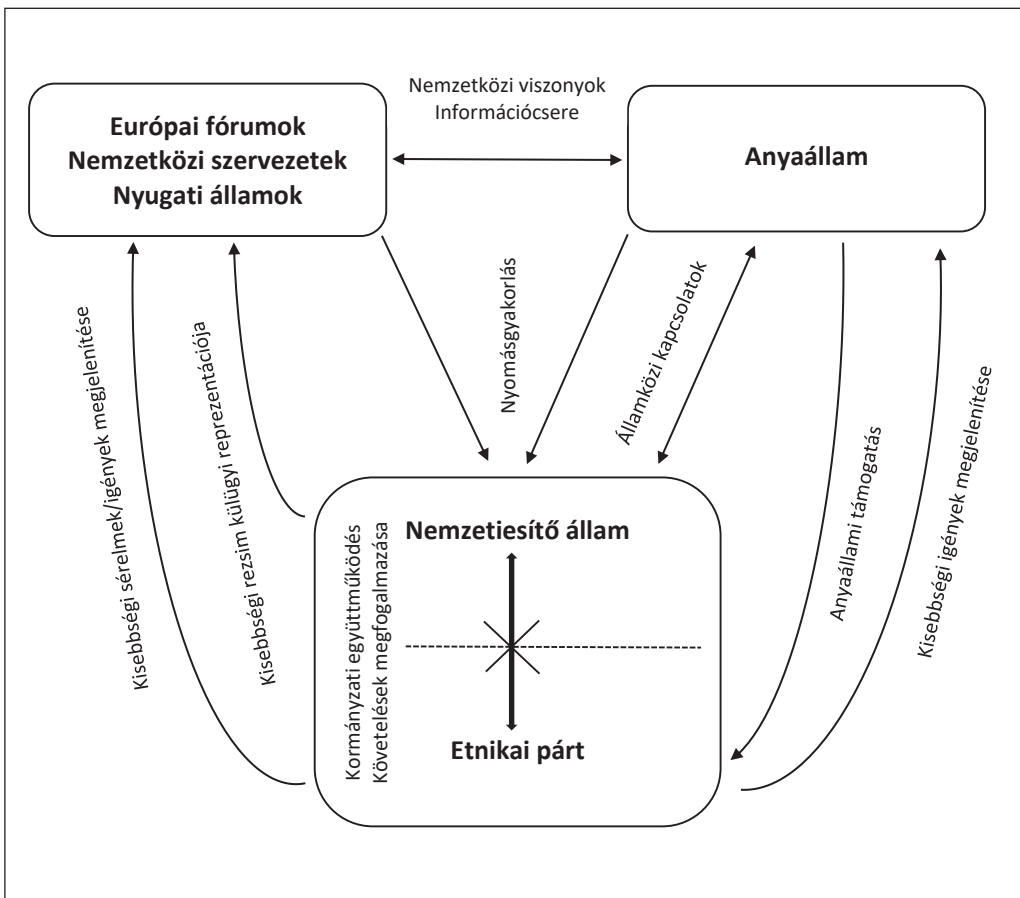 Nemzetközi viszonyok
Információcsere
Európai fórumok
Nemzetközi szervezetek
Nyugati államok
Anyaállam
Kisebbségi sérelmek/igények megjelenítése
Kisebbségi rezsim külügyi reprezentációja
Nyomásgyakorlás
Államközi kapcsolatok
Anyaállami támogatás
Kisebbségi igények megjelenítése
Nemzetiesítő állam
Kormányzati együttműködés
Követelések megfogalmazása
Etnikai párt